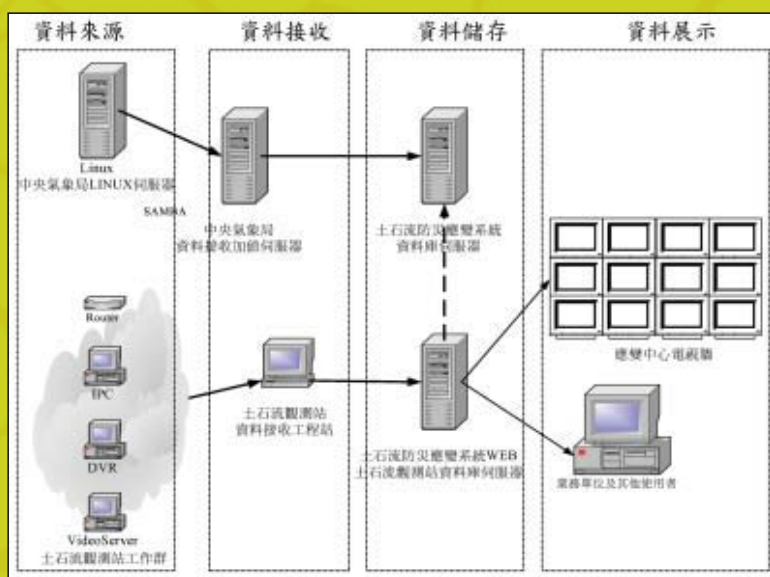 資料來源
資料接收
資料儲存
資料展示
Linux
中央氣象局LINUX伺服器
SAMBA
中央氣象局
資料接收加值伺服器
土石流防災應變系統
資料庫伺服器
Router
IPC
DVR
VideoServer
土石流觀測站工作群
土石流觀測站
資料接收工程站
土石流防災應變系統WEB
土石流觀測站資料庫伺服器
應變中心電視牆
業務單位及其他使用者